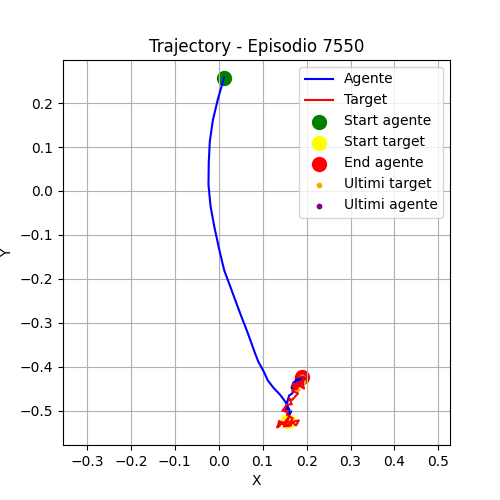 Trajectory - Episodio 7550
Agente
Target
Start agente
Start target
End agente
Ultimi target
Ultimi agente
Y
0.2
0.1
0.0
−0.1
−0.2
−0.3
−0.4
−0.5
−0.3 −0.2 −0.1 0.0 0.1 0.2 0.3 0.4 0.5
X